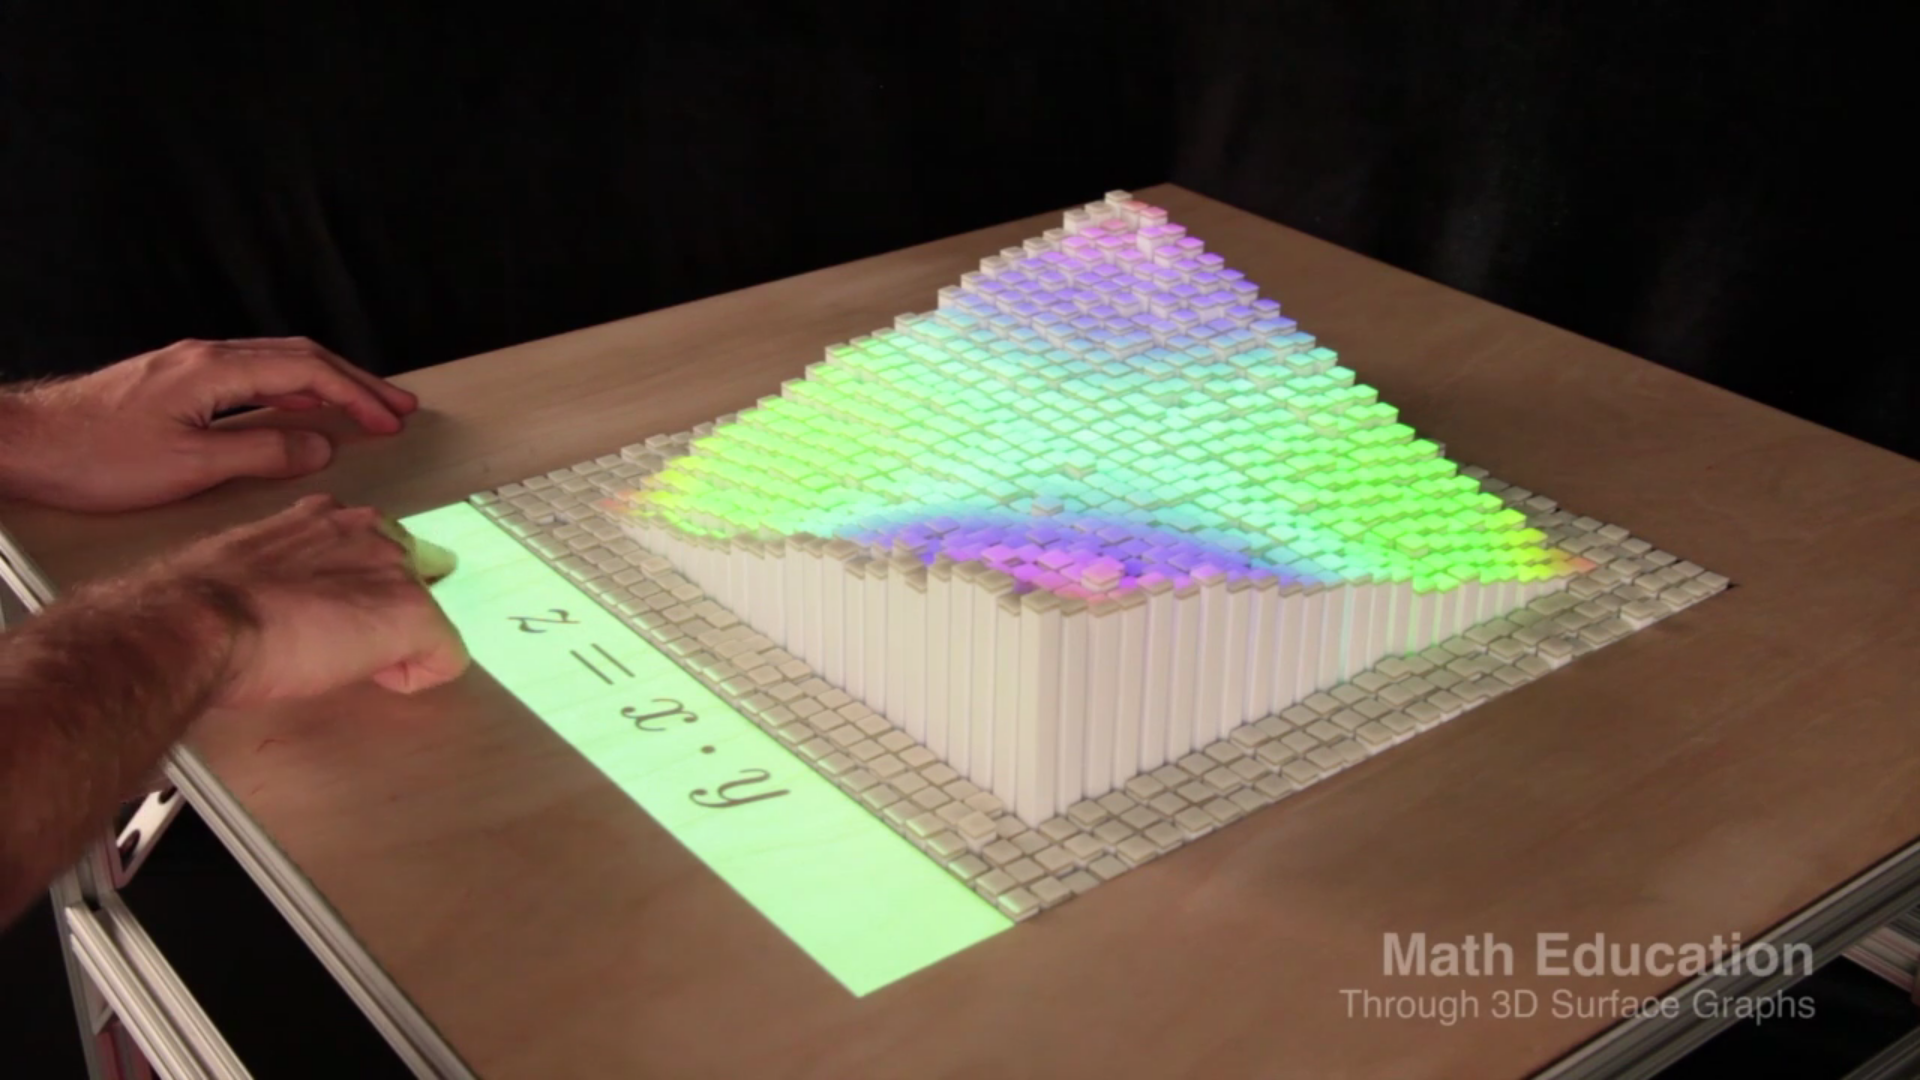 z = x · y
Math Education
Through 3D Surface Graphs